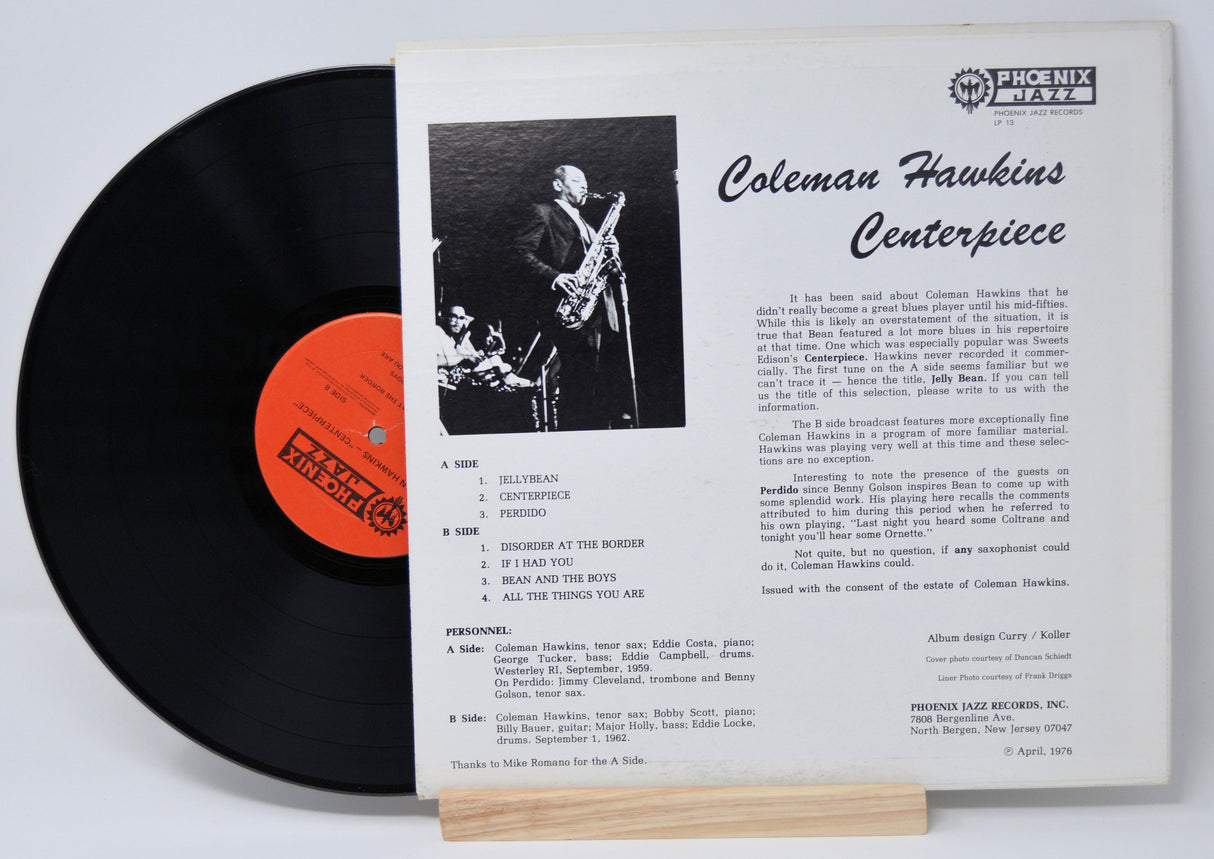 PHOENIX
JAZZ
PHOENIX JAZZ RECORDS
LP 13
Coleman Hawkins
Centerpiece
It has been said about Coleman Hawkins that he
didn't really become a great blues player until his mid-fifties.
While this is likely an overstatement of the situation, it is
true that Bean featured a lot more blues in his repertoire
at that time. One which was especially popular was Sweets
Edison's Centerpiece. Hawkins never recorded it commer-
cially. The first tune on the A side seems familiar but we
can't trace it — hence the title, Jelly Bean. If you can tell
us the title of this selection, please write to us with the
information.
The B side broadcast features more exceptionally fine
Coleman Hawkins in a program of more familiar material.
Hawkins was playing very well at this time and these selec-
tions are no exception.
Interesting to note the presence of the guests on
Perdido since Benny Golson inspires Bean to come up with
some splendid work. His playing here recalls the comments
attributed to him during this period when he referred to
his own playing, "Last night you heard some Coltrane and
tonight you'll hear some Ornette."
Not quite, but no question, if any saxophonist could
do it, Coleman Hawkins could.
Issued with the consent of the estate of Coleman Hawkins.
A SIDE
1. JELLYBEAN
2. CENTERPIECE
3. PERDIDO
B SIDE
1. DISORDER AT THE BORDER
2. IF I HAD YOU
3. BEAN AND THE BOYS
4. ALL THE THINGS YOU ARE
PERSONNEL:
A Side: Coleman Hawkins, tenor sax; Eddie Costa, piano;
George Tucker, bass; Eddie Campbell, drums.
Westerley RI, September, 1959.
On Perdido: Jimmy Cleveland, trombone and Benny
Golson, tenor sax.
B Side: Coleman Hawkins, tenor sax; Bobby Scott, piano;
Billy Bauer, guitar; Major Holly, bass; Eddie Locke,
drums. September 1, 1962.
Thanks to Mike Romano for the A Side.
Album design Curry / Koller
Cover photo courtesy of Duncan Schiedt
Liner Photo courtesy of Frank Driggs
PHOENIX JAZZ RECORDS, INC.
7808 Bergenline Ave.
North Bergen, New Jersey 07047
℗ April, 1976
PHOENIX
JAZZ
HAWKINS – "CENTERPIECE"
SIDE B
AT THE BORDER
BOYS
YOU ARE